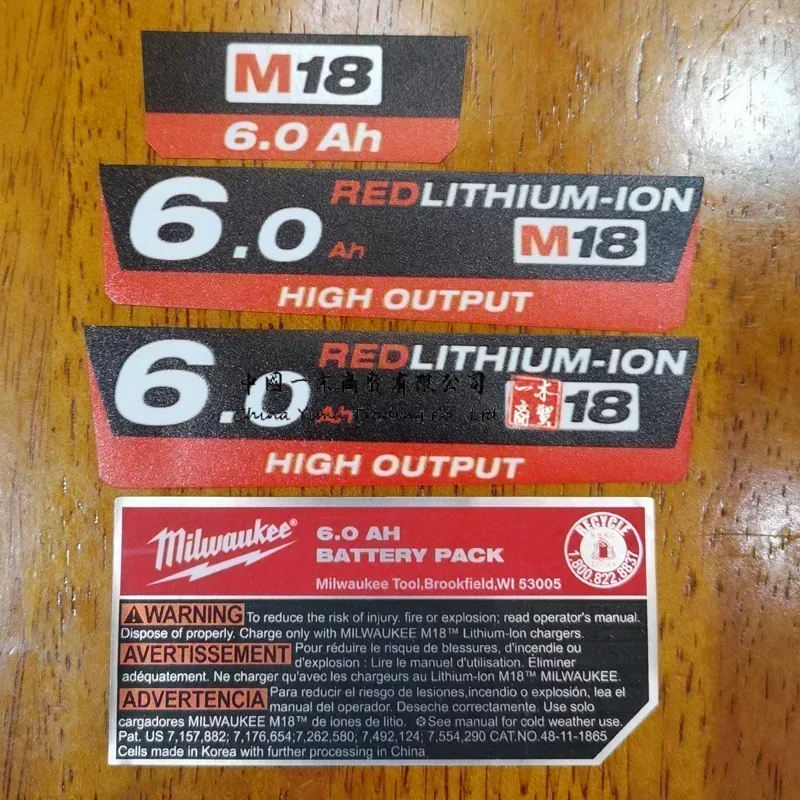 M18
6.0 Ah
6.0 Ah
REDLITHIUM-ION
M18
HIGH OUTPUT
6.0 Ah
REDLITHIUM-ION
18
中國一木商贸有限公司
China Yumu Trading Co Ltd
一木商贸
HIGH OUTPUT
Milwaukee®
6.0 AH
BATTERY PACK
Milwaukee Tool,Brookfield,WI 53005
RECYCLE
1.800.822.8837
WARNING To reduce the risk of injury. fire or explosion; read operator's manual.
Dispose of properly. Charge only with MILWAUKEE M18™ Lithium-Ion chargers.
AVERTISSEMENT Pour réduire le risque de blessures, d'incendie ou
d'explosion : Lire le manuel d'utilisation. Éliminer
adéquatement. Ne charger qu'avec les chargeurs au Lithium-Ion M18™ MILWAUKEE.
ADVERTENCIA Para reducir el riesgo de lesiones,incendio o explosión, lea el
manual del operador. Deseche correctamente. Use solo
cargadores MILWAUKEE M18™ de iones de litio. See manual for cold weather use.
Pat. US 7,157,882; 7,176,654;7,262,580; 7,492,124; 7,554,290 CAT.NO.48-11-1865
Cells made in Korea with further processing in China